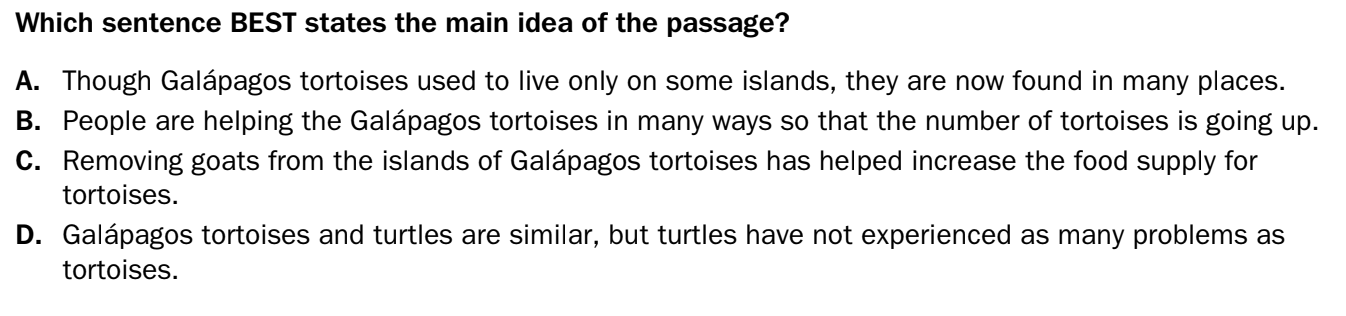 Which sentence BEST states the main idea of the passage?
A. Though Galápagos tortoises used to live only on some islands, they are now found in many places.
B. People are helping the Galápagos tortoises in many ways so that the number of tortoises is going up.
C. Removing goats from the islands of Galápagos tortoises has helped increase the food supply for
tortoises.
D. Galápagos tortoises and turtles are similar, but turtles have not experienced as many problems as
tortoises.